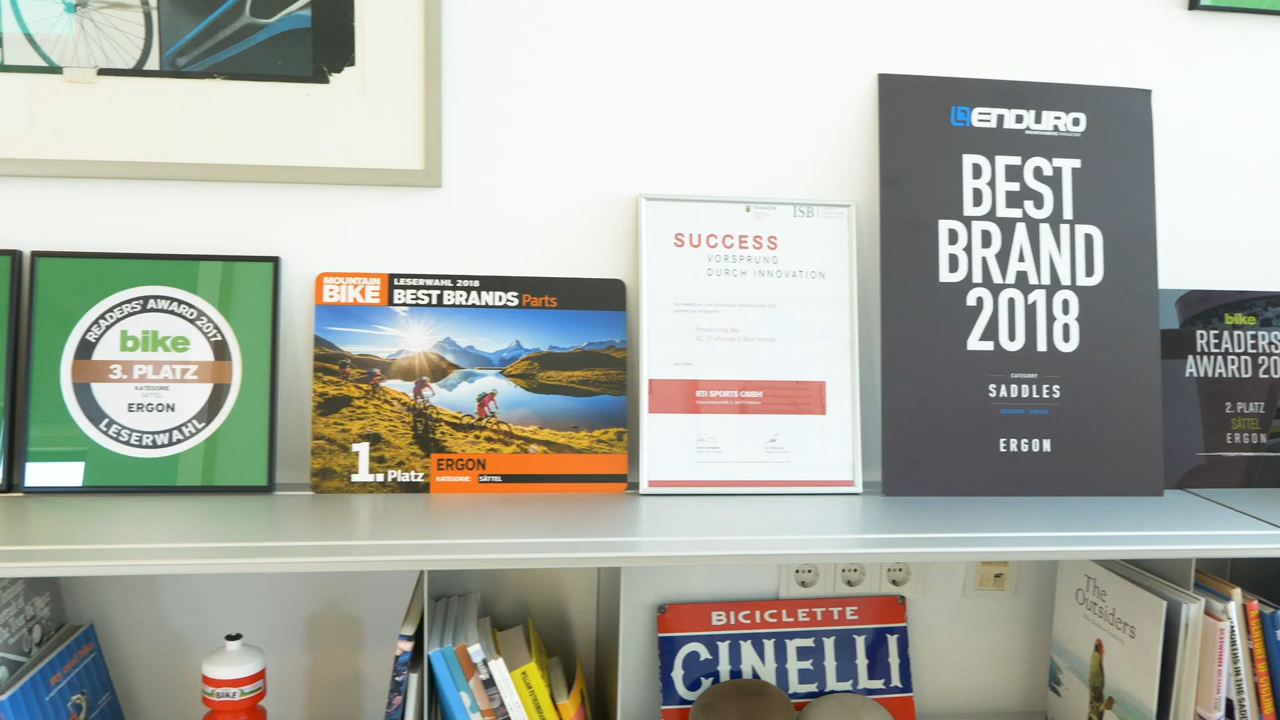 READERS' AWARD 2017
bike
3. PLATZ
KATEGORIE
SATTEL
ERGON
LESERWAHL
MOUNTAIN
BIKE
LESERWAHL 2018
BEST BRANDS Parts
1. Platz
ERGON
KATEGORIE: SÄTTEL
ISB
SUCCESS
VORSPRUNG
DURCH INNOVATION
RTI SPORTS GMBH
ENDURO
BEST
BRAND
2018
CATEGORY
SADDLES
ERGON
bike
READERS
AWARD 20
2. PLATZ
SÄTTEL
ERGON
BIKE
BICICLETTE
CINELLI
The
Outsiders